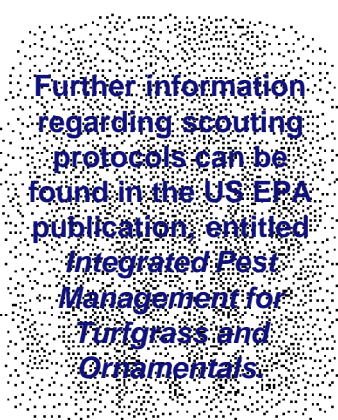 Further information
regarding scouting
protocols can be
found in the US EPA
publication, entitled
Integrated Pest
Management for
Turfgrass and
Ornamentals.